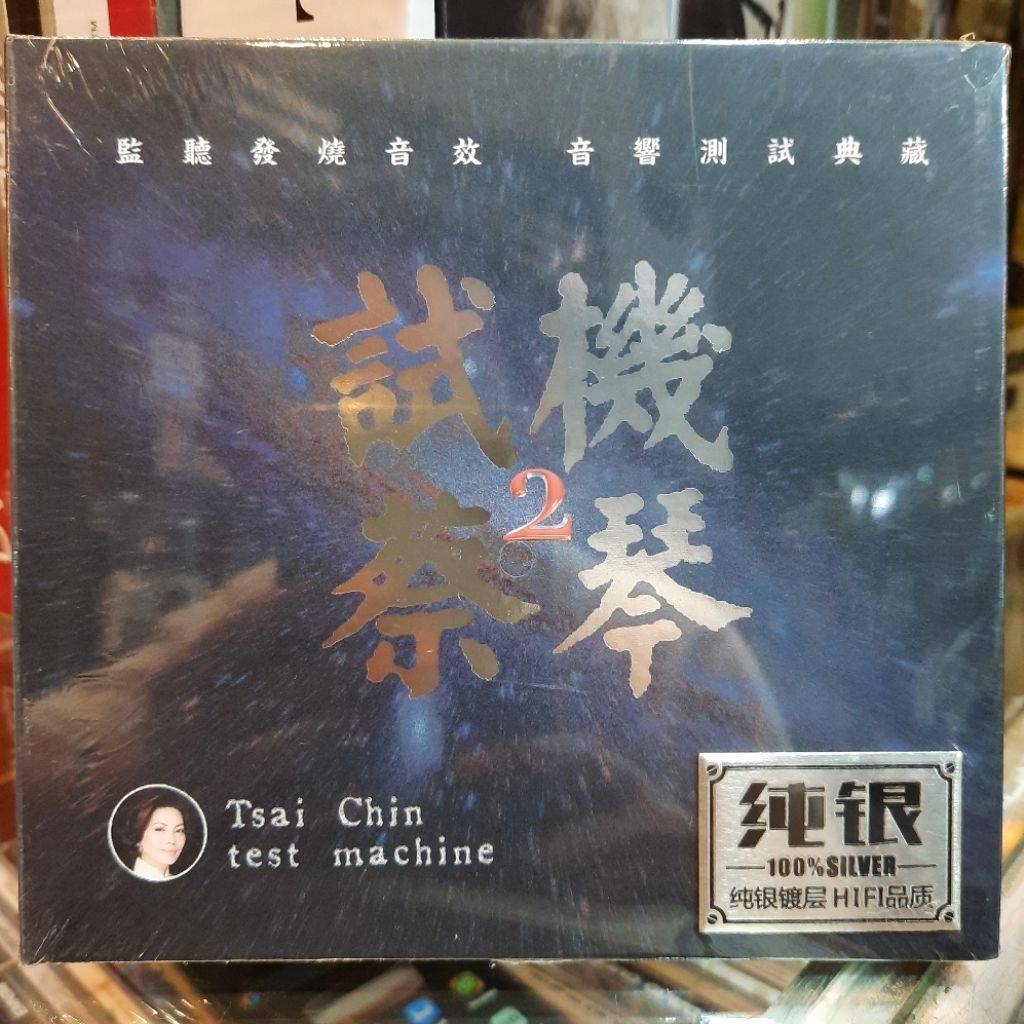 監聽發燒音效 音響測試典藏
試機
2
蔡琴
Tsai Chin
test machine
纯银
100%SILVER
纯银镀层 HIFI品质